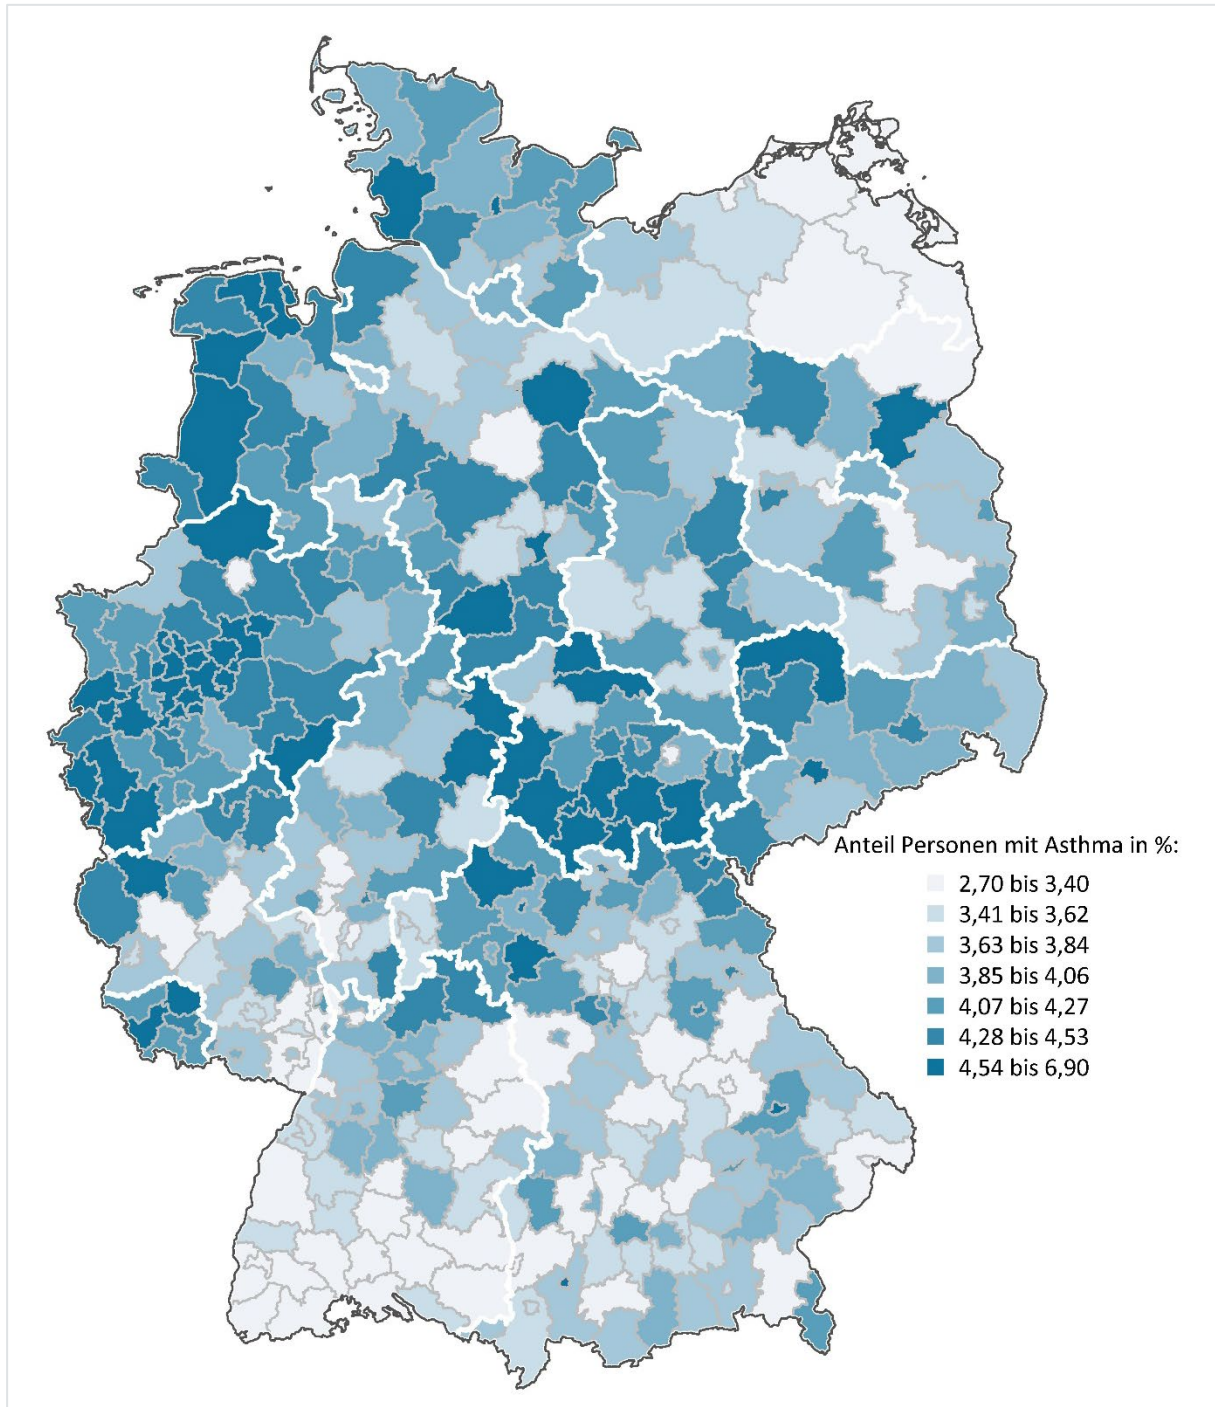 Anteil Personen mit Asthma in %:
2,70 bis 3,40
3,41 bis 3,62
3,63 bis 3,84
3,85 bis 4,06
4,07 bis 4,27
4,28 bis 4,53
4,54 bis 6,90